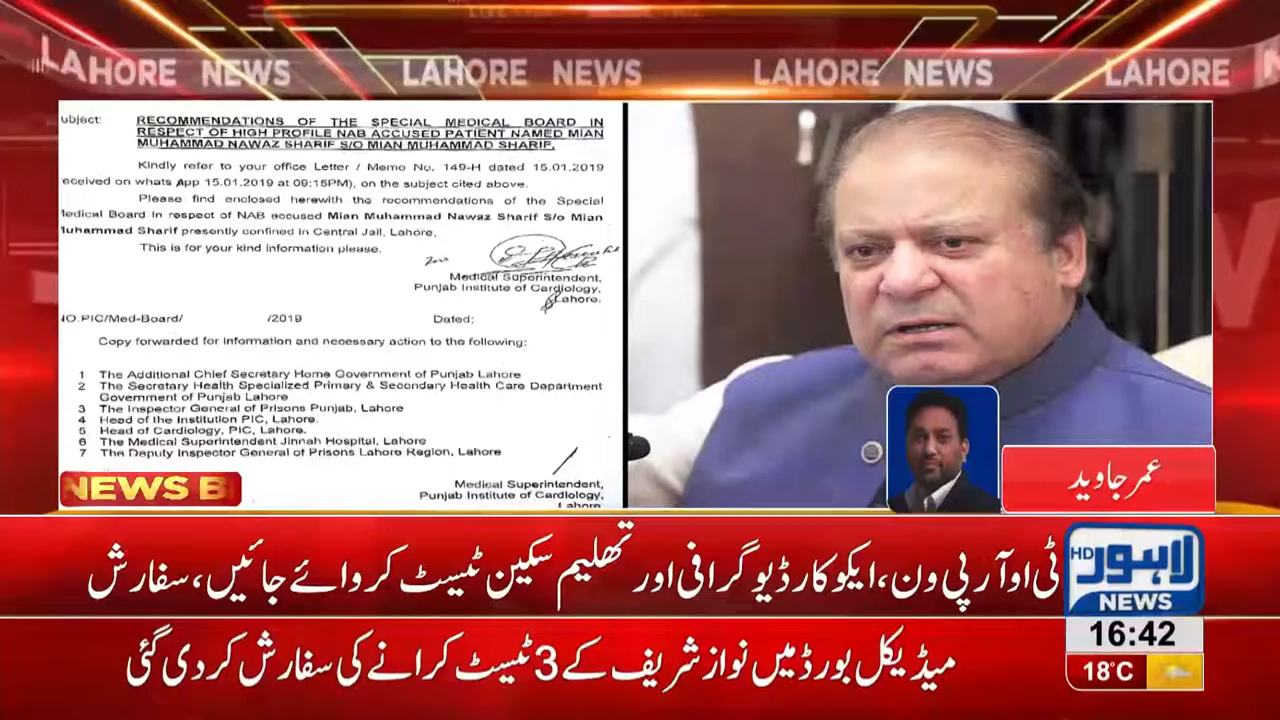 LAHORE NEWS LAHORE NEWS LAHORE NEWS LAHORE
ubject: RECOMMENDATIONS OF THE SPECIAL MEDICAL BOARD IN
RESPECT OF HIGH PROFILE NAB ACCUSED PATIENT NAMED MIAN
MUHAMMAD NAWAZ SHARIF S/O MIAN MUHAMMAD SHARIF.
Kindly refer to your office Letter / Memo No. 149-H dated 15.01.2019
eceived on whats App 15.01.2019 at 09:15PM), on the subject cited above.
Please find enclosed herewith the recommendations of the Special
Medical Board in respect of NAB accused Mian Muhammad Nawaz Sharif S/o Mian
Muhammad Sharif presently confined in Central Jail, Lahore.
This is for your kind information please.
Medical Superintendent,
Punjab Institute of Cardiology,
Lahore.
NO.PIC/Med-Board/ /2019 Dated;
Copy forwarded for information and necessary action to the following:
1 The Additional Chief Secretary Home Government of Punjab Lahore
2 The Secretary Health Specialized Primary & Secondary Health Care Department
Government of Punjab Lahore
3 The Inspector General of Prisons Punjab, Lahore
4 Head of the Institution PIC, Lahore.
5 Head of Cardiology, PIC, Lahore.
6 The Medical Superintendent Jinnah Hospital, Lahore
7 The Deputy Inspector General of Prisons Lahore Region, Lahore
Medical Superintendent,
Punjab Institute of Cardiology,
Lahore
NEWS B
عمر جاوید
ٹی او آر پی ون، ایکو کارڈیو گرافی اور تھلیم سکین ٹیسٹ کروائے جائیں، سفارش
میڈیکل بورڈ میں نواز شریف کے 3 ٹیسٹ کرانے کی سفارش کر دی گئی
HD لاہور
NEWS
16:42
18°C